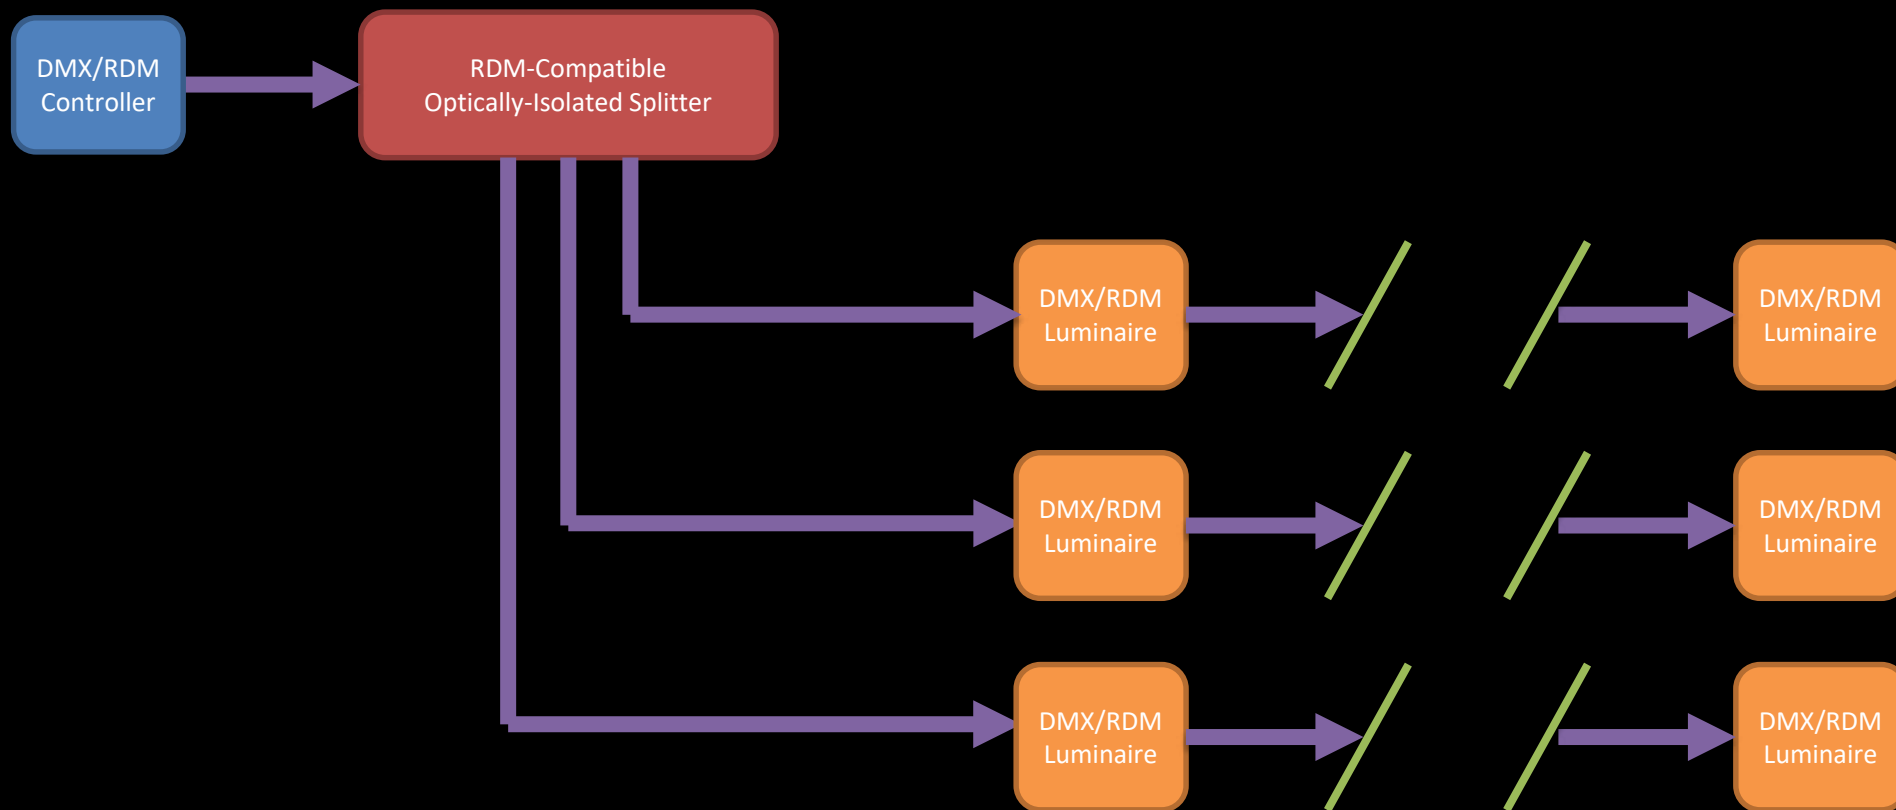 DMX/RDM
Controller
RDM-Compatible
Optically-Isolated Splitter
DMX/RDM
Luminaire
DMX/RDM
Luminaire
DMX/RDM
Luminaire
DMX/RDM
Luminaire
DMX/RDM
Luminaire
DMX/RDM
Luminaire